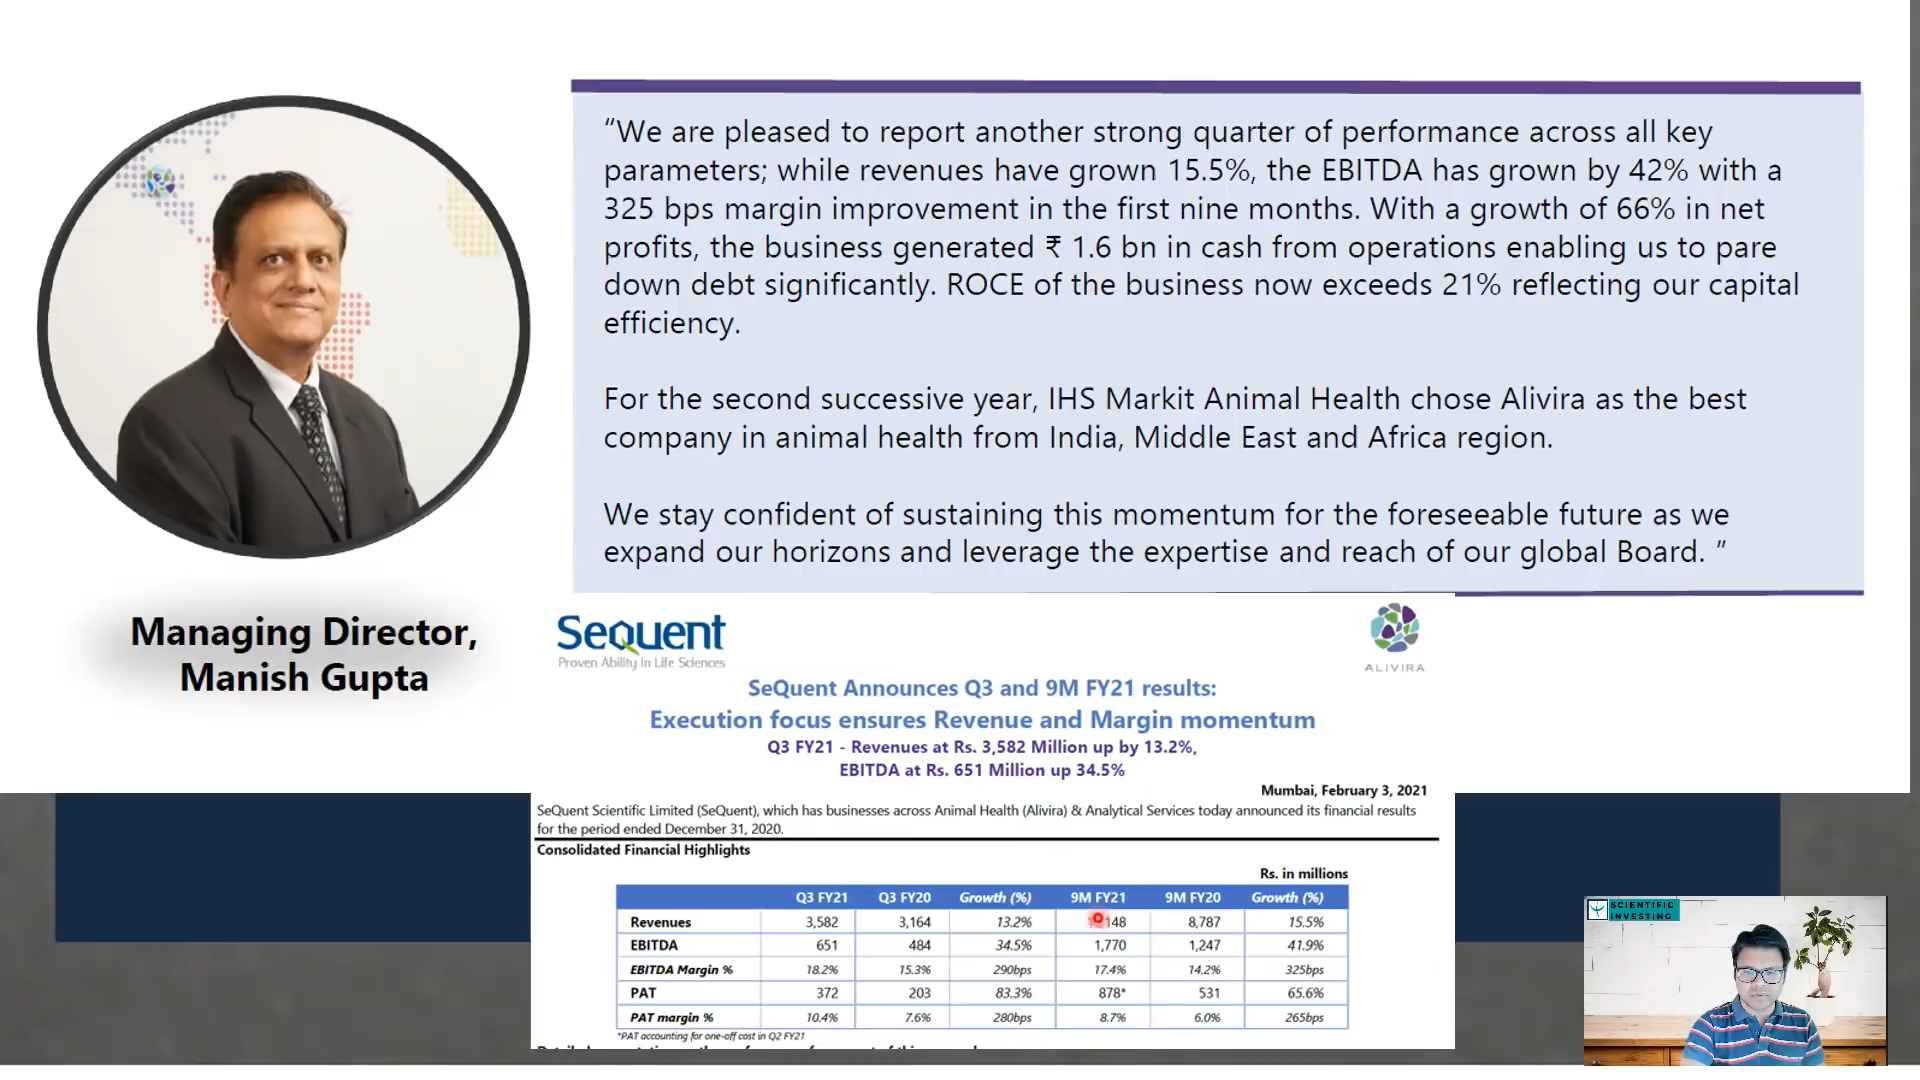 “We are pleased to report another strong quarter of performance across all key
parameters; while revenues have grown 15.5%, the EBITDA has grown by 42% with a
325 bps margin improvement in the first nine months. With a growth of 66% in net
profits, the business generated ₹ 1.6 bn in cash from operations enabling us to pare
down debt significantly. ROCE of the business now exceeds 21% reflecting our capital
efficiency.
For the second successive year, IHS Markit Animal Health chose Alivira as the best
company in animal health from India, Middle East and Africa region.
We stay confident of sustaining this momentum for the foreseeable future as we
expand our horizons and leverage the expertise and reach of our global Board. ”
Managing Director,
Manish Gupta
SeQuent
Proven Ability In Life Sciences
ALIVIRA
SeQuent Announces Q3 and 9M FY21 results:
Execution focus ensures Revenue and Margin momentum
Q3 FY21 - Revenues at Rs. 3,582 Million up by 13.2%,
EBITDA at Rs. 651 Million up 34.5%
Mumbai, February 3, 2021
SeQuent Scientific Limited (SeQuent), which has businesses across Animal Health (Alivira) & Analytical Services today announced its financial results
for the period ended December 31, 2020.
Consolidated Financial Highlights
Rs. in millions
Q3 FY21 Q3 FY20 Growth (%) 9M FY21 9M FY20 Growth (%)
Revenues 3,582 3,164 13.2% 148 8,787 15.5%
EBITDA 651 484 34.5% 1,770 1,247 41.9%
EBITDA Margin % 18.2% 15.3% 290bps 17.4% 14.2% 325bps
PAT 372 203 83.3% 878* 531 65.6%
PAT margin % 10.4% 7.6% 280bps 8.7% 6.0% 265bps
*PAT accounting for one-off cost in Q2 FY21
SCIENTIFIC
INVESTING